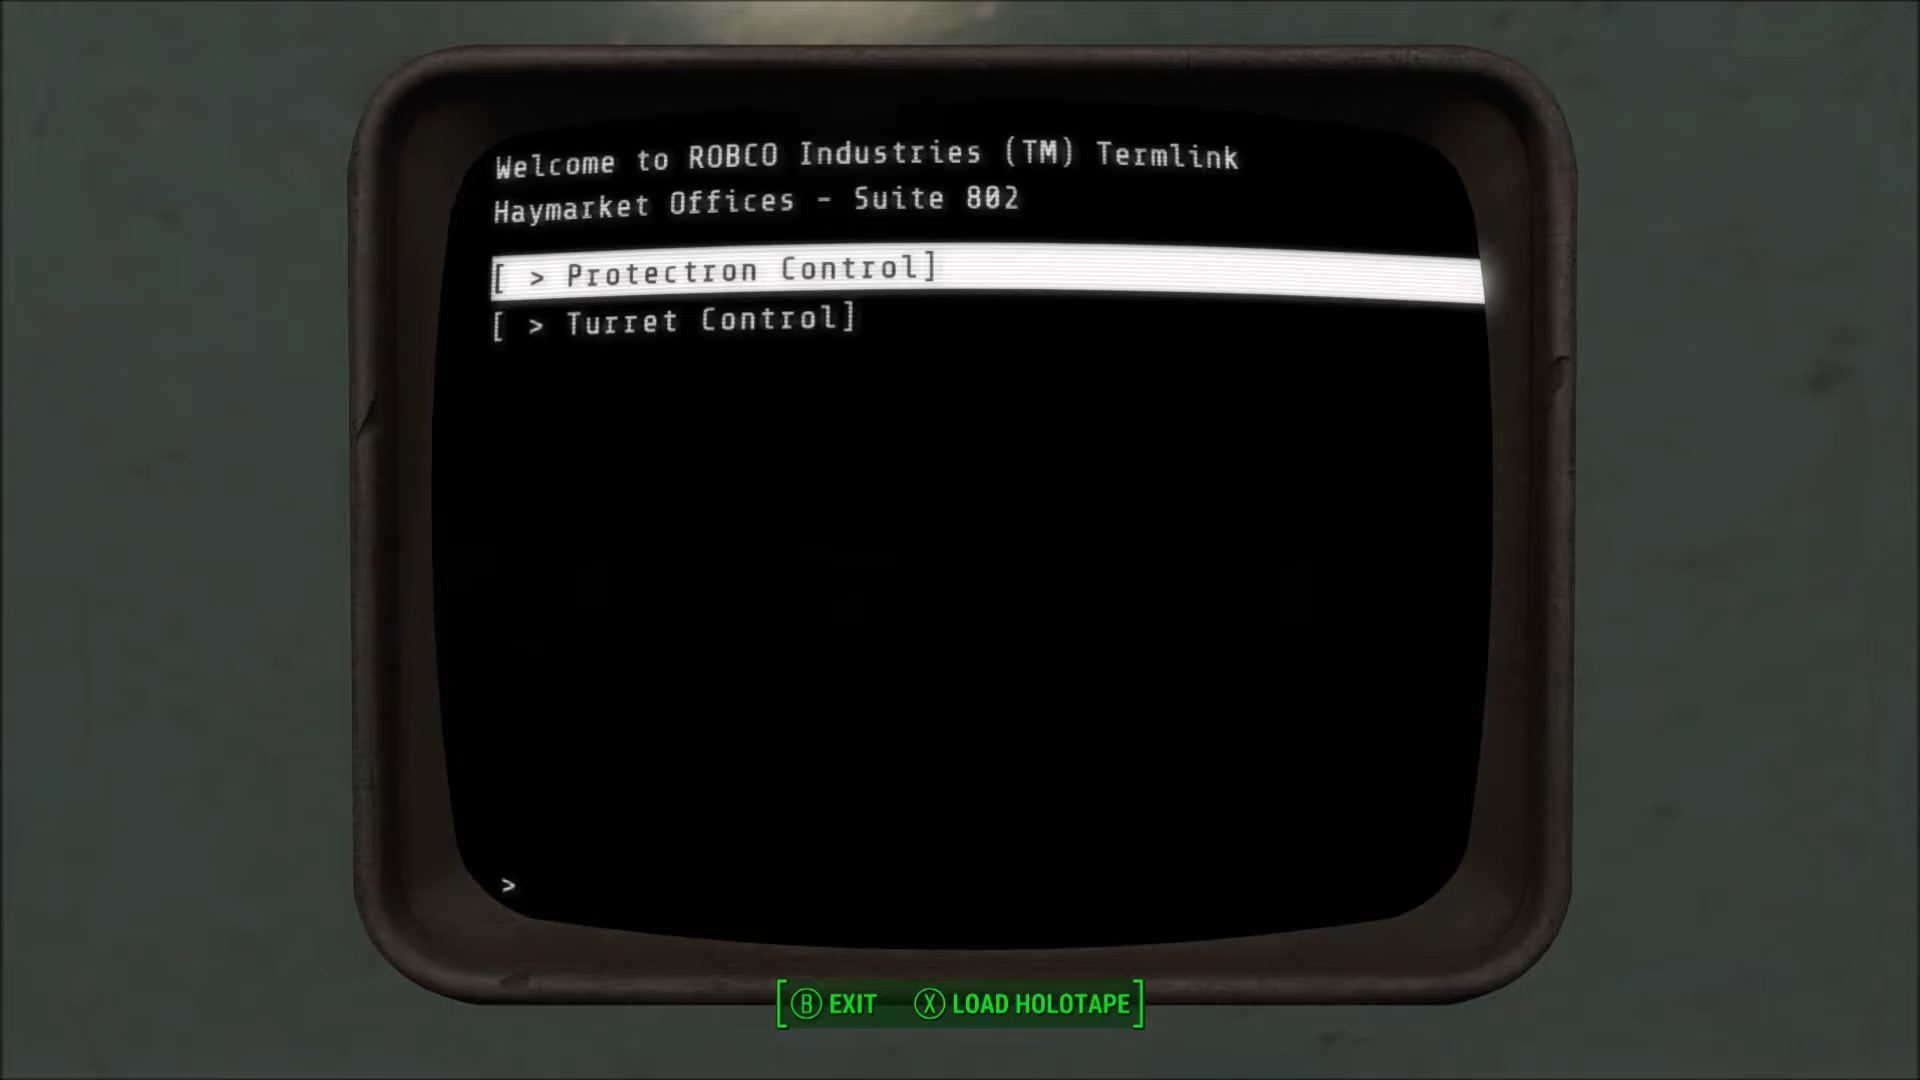 Welcome to ROBCO Industries (TM) Termlink
Haymarket Offices - Suite 802
[ > Protectron Control]
[ > Turret Control]
>
[Ⓑ EXIT Ⓧ LOAD HOLOTAPE]